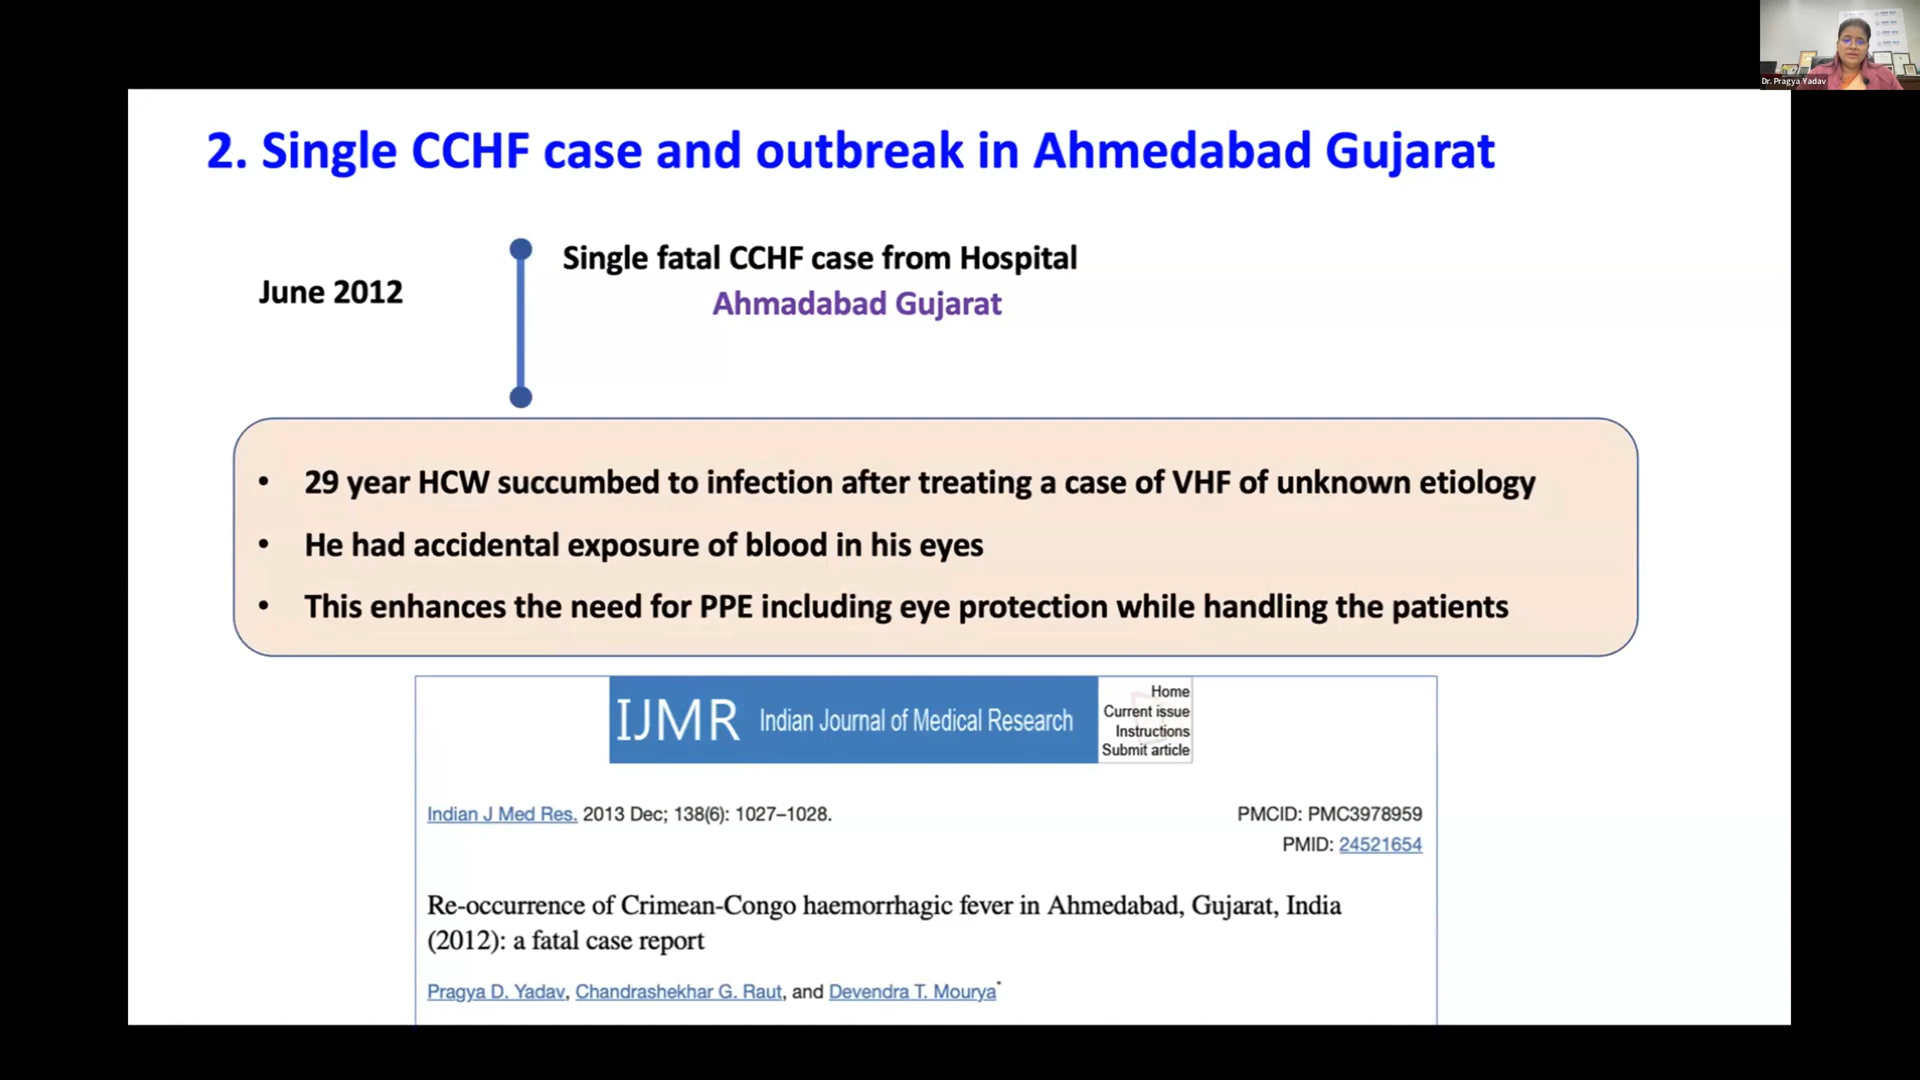 Dr. Pragya Yadav
2. Single CCHF case and outbreak in Ahmedabad Gujarat
June 2012
Single fatal CCHF case from Hospital
Ahmadabad Gujarat
• 29 year HCW succumbed to infection after treating a case of VHF of unknown etiology
• He had accidental exposure of blood in his eyes
• This enhances the need for PPE including eye protection while handling the patients
IJMR Indian Journal of Medical Research
Home
Current issue
Instructions
Submit article
Indian J Med Res. 2013 Dec; 138(6): 1027–1028.
PMCID: PMC3978959
PMID: 24521654
Re-occurrence of Crimean-Congo haemorrhagic fever in Ahmedabad, Gujarat, India
(2012): a fatal case report
Pragya D. Yadav, Chandrashekhar G. Raut, and Devendra T. Mourya*